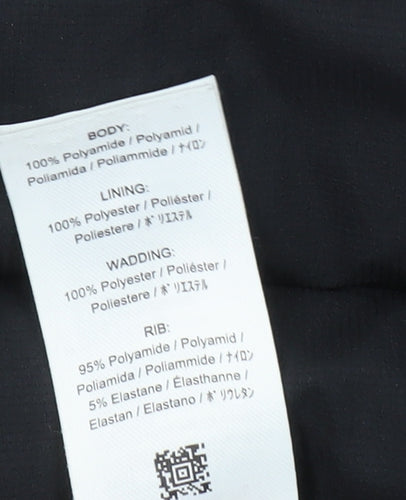 BODY:
100% Polyamide / Polyamid /
Poliamida / Poliammide / ﾅｲﾛﾝ
LINING:
100% Polyester / Poliéster /
Poliestere / ﾎﾟﾘｴｽﾃﾙ
WADDING:
100% Polyester / Poliéster /
Poliestere / ﾎﾟﾘｴｽﾃﾙ
RIB:
95% Polyamide / Polyamid /
Poliamida / Poliammide / ﾅｲﾛﾝ
5% Elastane / Élasthanne /
Elastan / Elastano / ﾎﾟﾘｳﾚﾀﾝ